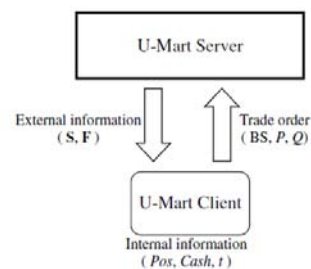 U-Mart Server
External information
( S, F )
Trade order
( BS, P, Q )
U-Mart Client
Internal information
( Pos, Cash, t )